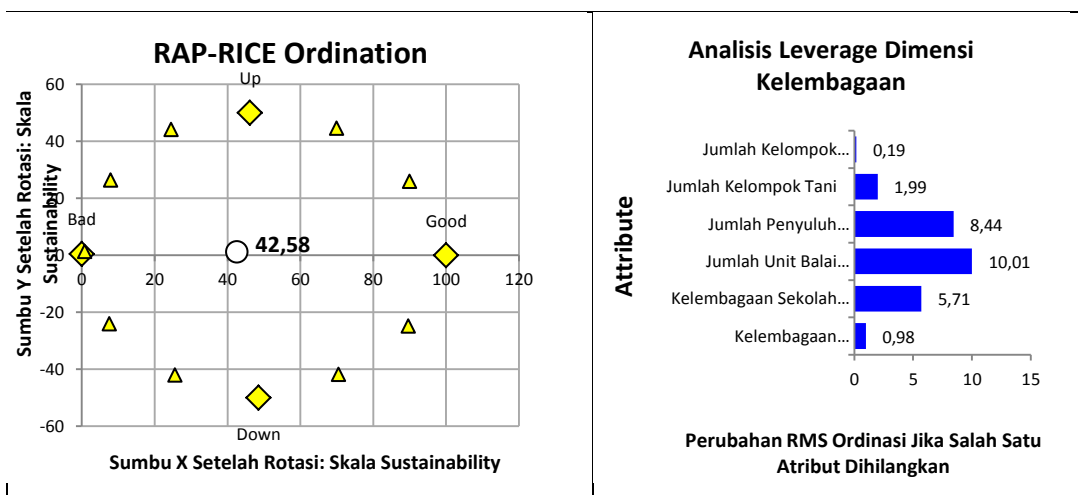 RAP-RICE Ordination
Up
60
40
20
0
-20
-40
-60
Bad
Good
42,58
0
20
40
60
80
100
120
Down
Sumbu Y Setelah Rotasi: Skala
Sustainability
Sumbu X Setelah Rotasi: Skala Sustainability
Analisis Leverage Dimensi
Kelembagaan
Attribute
Jumlah Kelompok… 0,19
Jumlah Kelompok Tani 1,99
Jumlah Penyuluh… 8,44
Jumlah Unit Balai… 10,01
Kelembagaan Sekolah… 5,71
Kelembagaan… 0,98
0 5 10 15
Perubahan RMS Ordinasi Jika Salah Satu
Atribut Dihilangkan